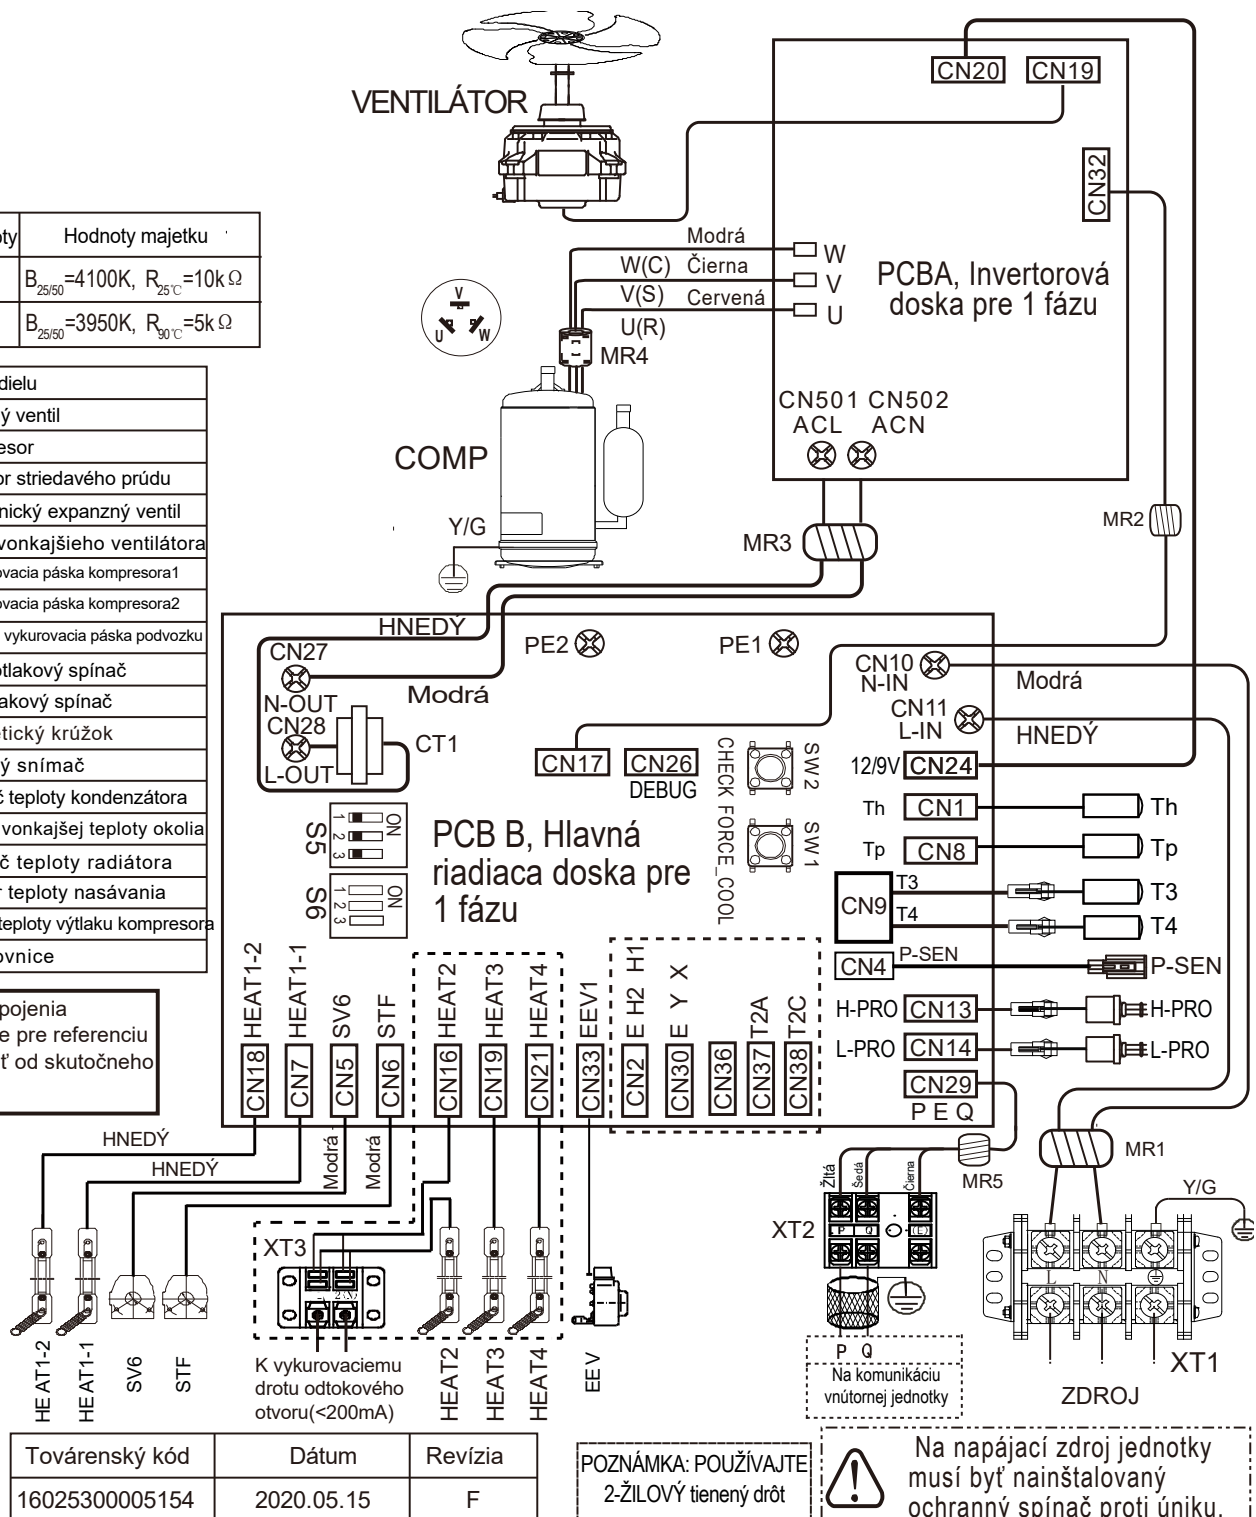 VENTILÁTOR
CN20
CN19
CN32
Hodnoty majetku
B25/50=4100K, R25℃=10kΩ
B25/50=3950K, R90℃=5kΩ
Modrá
W
W(C) Čierna
V
V(S) Červená
U
U(R)
PCBA, Invertorová
doska pre 1 fázu
V
U
W
MR4
CN501 CN502
ACL ACN
COMP
Y/G
MR3
MR2
dielu
ý ventil
esor
or striedavého prúdu
nický expanzný ventil
vonkajšieho ventilátora
ovacia páska kompresora1
ovacia páska kompresora2
vykurovacia páska podvozku
otlakový spínač
akový spínač
etický krúžok
ý snímač
č teploty kondenzátora
vonkajšej teploty okolia
č teploty radiátora
r teploty nasávania
teploty výtlaku kompresora
ovnice
pojenia
e pre referenciu
ť od skutočneho
HNEDÝ
CN27
N-OUT
CN28
L-OUT
Modrá
CT1
PE2
PE1
CN10
N-IN
Modrá
CN11
L-IN
HNEDÝ
CN17
CN26
DEBUG
CHECK FORCE_COOL
SW2
SW1
12/9V CN24
Th CN1 Th
Tp CN8 Tp
CN9
T3 T3
T4 T4
CN4 P-SEN P-SEN
H-PRO CN13 H-PRO
L-PRO CN14 L-PRO
CN29
P E Q
S5
1 2 3
ON
S6
1 2 3
ON
PCB B, Hlavná
riadiaca doska pre
1 fázu
HEAT1-2
CN18
HEAT1-1
CN7
SV6
CN5
STF
CN6
HEAT2
CN16
HEAT3
CN19
HEAT4
CN21
EEV1
CN33
E H2 H1
CN2
E Y X
CN30
CN36
T2A
CN37
T2C
CN38
HNEDÝ
HNEDÝ
Modrá
Modrá
Žltá
Šedá
Čierna
MR5
MR1
Y/G
XT2
P
Q
(E)
XT3
L
N
XT1
P Q
Na komunikáciu
vnútornej jednotky
ZDROJ
HEAT1-2
HEAT1-1
SV6
STF
K vykurovaciemu
drotu odtokového
otvoru(<200mA)
HEAT2
HEAT3
HEAT4
EEV
Továrenský kód
Dátum
Revízia
16025300005154
2020.05.15
F
POZNÁMKA: POUŽÍVAJTE
2-ŽILOVÝ tienený drôt
Na napájací zdroj jednotky
musí byť nainštalovaný
ochranný spínač proti úniku.